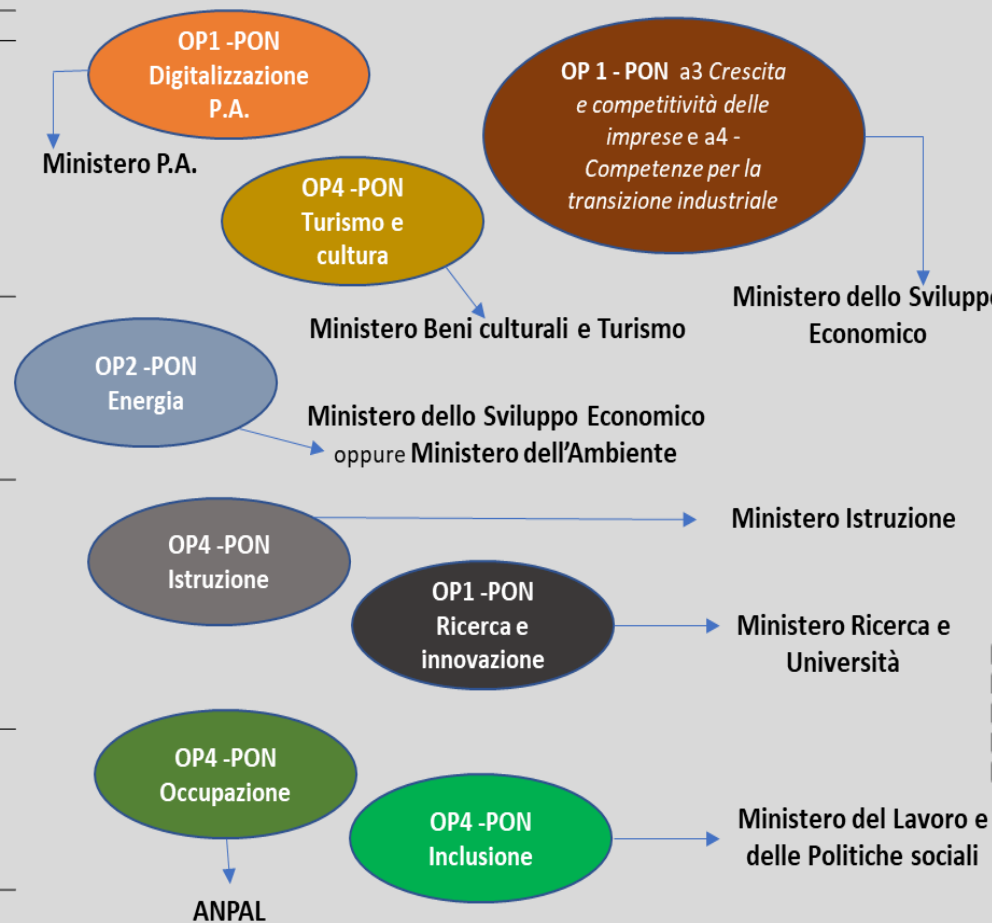 OP1 -PON
Digitalizzazione
P.A.
Ministero P.A.
OP 1 - PON a3 Crescita
e competitività delle
imprese e a4 -
Competenze per la
transizione industriale
OP4 -PON
Turismo e
cultura
Ministero dello Sviluppo
Economico
Ministero Beni culturali e Turismo
OP2 -PON
Energia
Ministero dello Sviluppo Economico
oppure Ministero dell'Ambiente
OP4 -PON
Istruzione
Ministero Istruzione
OP1 -PON
Ricerca e
innovazione
Ministero Ricerca e
Università
OP4 -PON
Occupazione
OP4 -PON
Inclusione
Ministero del Lavoro e
delle Politiche sociali
ANPAL